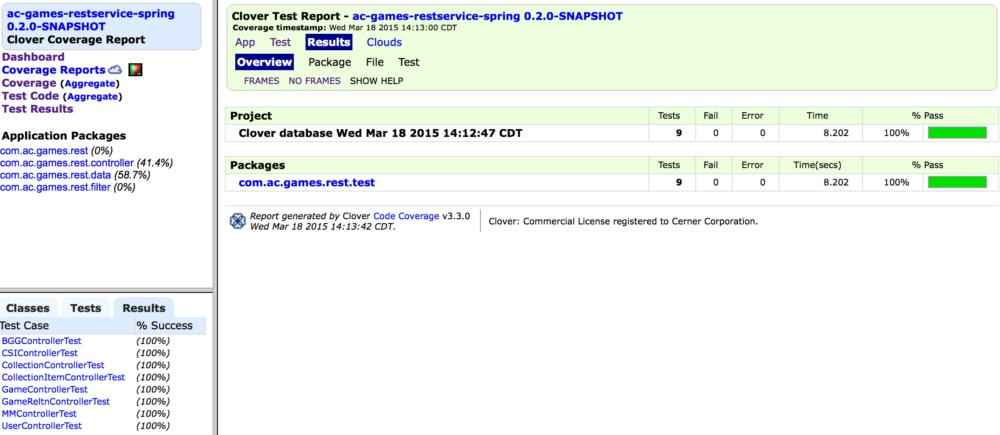 ac-games-restservice-spring
0.2.0-SNAPSHOT
Clover Coverage Report
Dashboard
Coverage Reports
Coverage (Aggregate)
Test Code (Aggregate)
Test Results
Application Packages
com.ac.games.rest (0%)
com.ac.games.rest.controller (41.4%)
com.ac.games.rest.data (58.7%)
com.ac.games.rest.filter (0%)
Classes Tests Results
Test Case % Success
BGGControllerTest (100%)
CSIControllerTest (100%)
CollectionControllerTest (100%)
CollectionItemControllerTest (100%)
GameControllerTest (100%)
GameReltnControllerTest (100%)
MMControllerTest (100%)
UserControllerTest (100%)
Clover Test Report - ac-games-restservice-spring 0.2.0-SNAPSHOT
Coverage timestamp: Wed Mar 18 2015 14:13:00 CDT
App Test Results Clouds
Overview Package File Test
FRAMES NO FRAMES SHOW HELP
Project Tests Fail Error Time % Pass
Clover database Wed Mar 18 2015 14:12:47 CDT 9 0 0 8.202 100%
Packages Tests Fail Error Time(secs) % Pass
com.ac.games.rest.test 9 0 0 8.202 100%
Report generated by Clover Code Coverage v3.3.0
Wed Mar 18 2015 14:13:42 CDT.
Clover: Commercial License registered to Cerner Corporation.